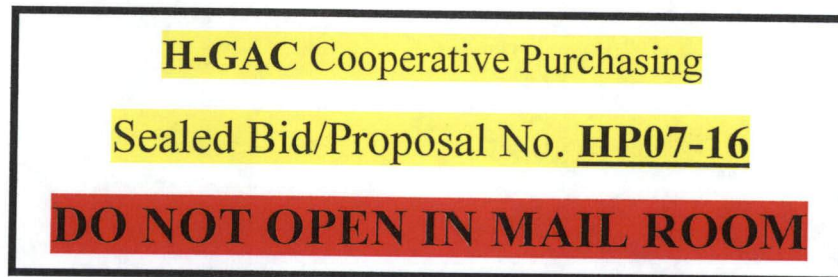 H-GAC Cooperative Purchasing
Sealed Bid/Proposal No. HP07-16
DO NOT OPEN IN MAIL ROOM